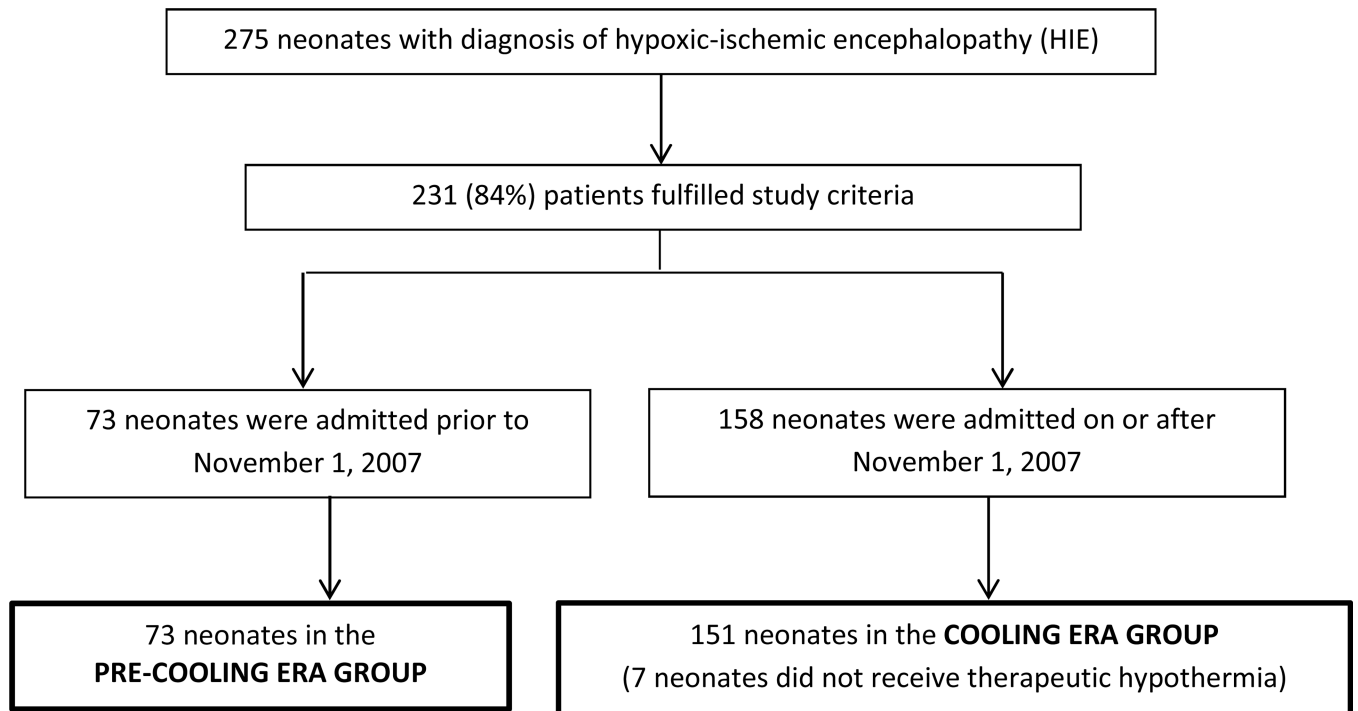 275 neonates with diagnosis of hypoxic-ischemic encephalopathy (HIE)
231 (84%) patients fulfilled study criteria
73 neonates were admitted prior to
November 1, 2007
158 neonates were admitted on or after
November 1, 2007
73 neonates in the
PRE-COOLING ERA GROUP
151 neonates in the COOLING ERA GROUP
(7 neonates did not receive therapeutic hypothermia)